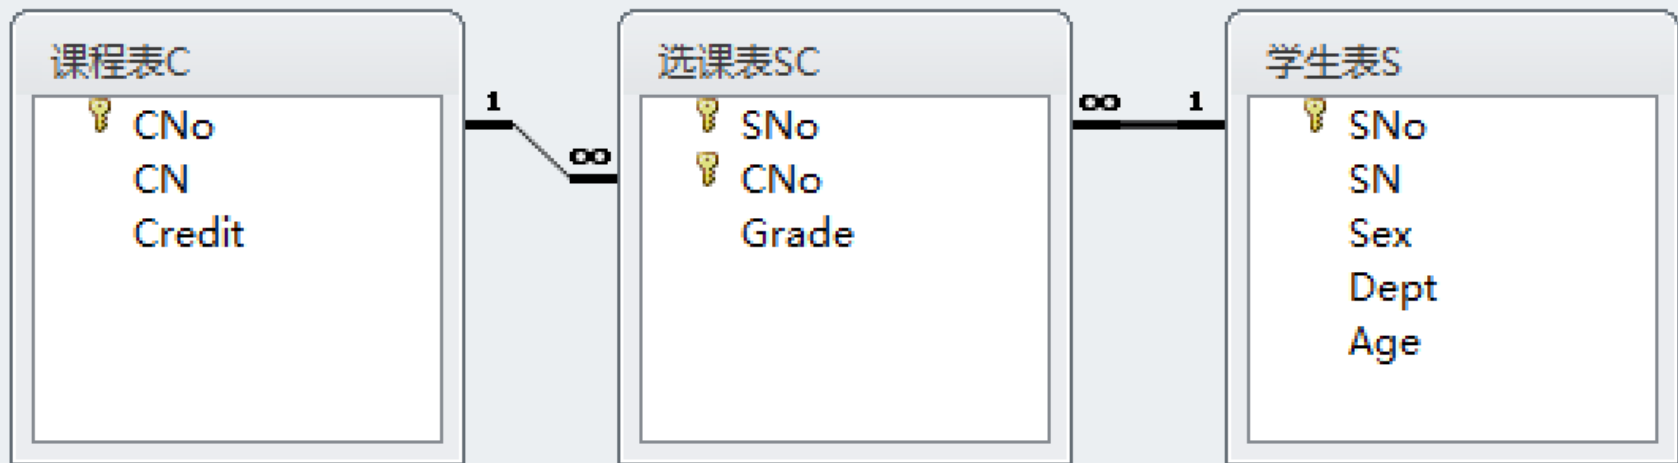 课程表C
CNo
CN
Credit
1
∞
选课表SC
SNo
CNo
Grade
∞
1
学生表S
SNo
SN
Sex
Dept
Age